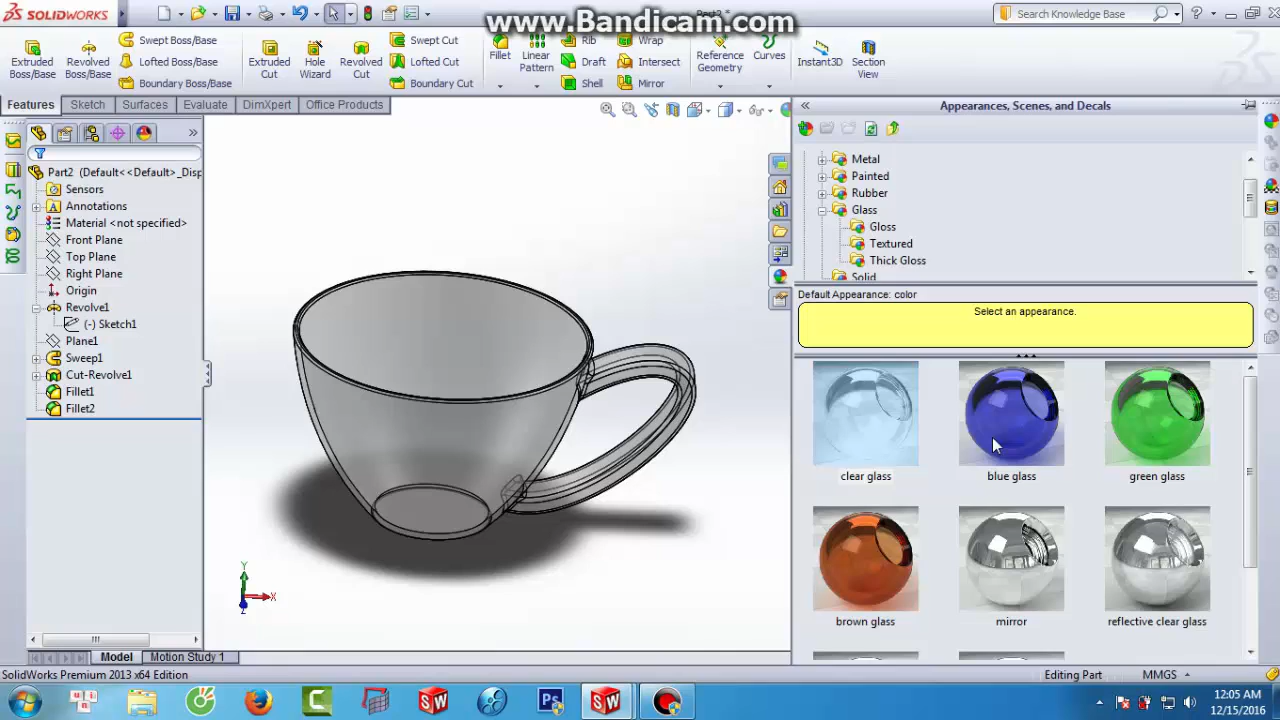 SOLIDWORKS
www.Bandicam.com
Search Knowledge Base
Extruded Boss/Base
Revolved Boss/Base
Swept Boss/Base
Lofted Boss/Base
Boundary Boss/Base
Extruded Cut
Hole Wizard
Revolved Cut
Swept Cut
Lofted Cut
Boundary Cut
Fillet
Linear Pattern
Rib
Draft
Shell
Wrap
Intersect
Mirror
Reference Geometry
Curves
Instant3D
Section View
Features
Sketch
Surfaces
Evaluate
DimXpert
Office Products
Appearances, Scenes, and Decals
Part2 (Default<<Default>_Disp
Sensors
Annotations
Material <not specified>
Front Plane
Top Plane
Right Plane
Origin
Revolve1
(-) Sketch1
Plane1
Sweep1
Cut-Revolve1
Fillet1
Fillet2
Metal
Painted
Rubber
Glass
Gloss
Textured
Thick Gloss
Solid
Default Appearance: color
Select an appearance.
clear glass
blue glass
green glass
brown glass
mirror
reflective clear glass
Y
X
Z
Model
Motion Study 1
SolidWorks Premium 2013 x64 Edition
Editing Part
MMGS
12:05 AM
12/15/2016